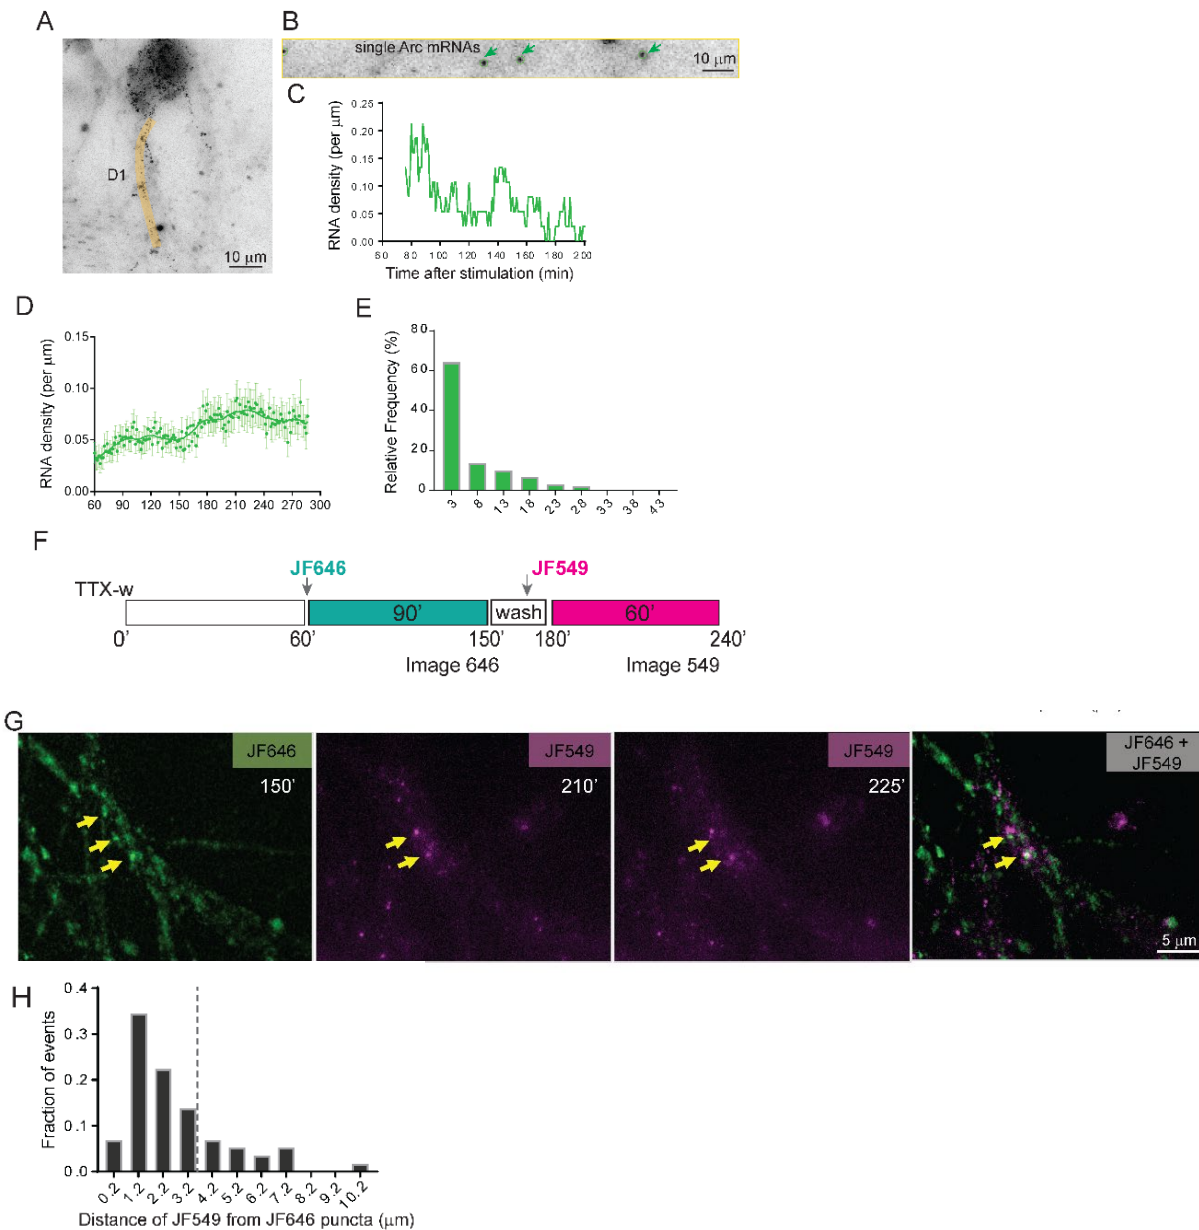 A
D1
10 μm
B
single Arc mRNAs
10 μm
C
RNA density (per μm)
0.25
0.20
0.15
0.10
0.05
0.00
60 80 100 120 140 160 180 200
Time after stimulation (min)
D
RNA density (per μm)
0.15
0.10
0.05
0.00
60 90 120 150 180 210 240 270 300
E
Relative Frequency (%)
80
60
40
20
0
3 8 13 18 23 28 33 38 43
F
JF646 JF549
TTX-w
90' wash 60'
0' 60' 150' 180' 240'
Image 646 Image 549
G
JF646
150'
JF549
210'
JF549
225'
JF646 +
JF549
5 μm
H
Fraction of events
0.4
0.3
0.2
0.1
0.0
0.2 1.2 2.2 3.2 4.2 5.2 6.2 7.2 8.2 9.2 10.2
Distance of JF549 from JF646 puncta (μm)